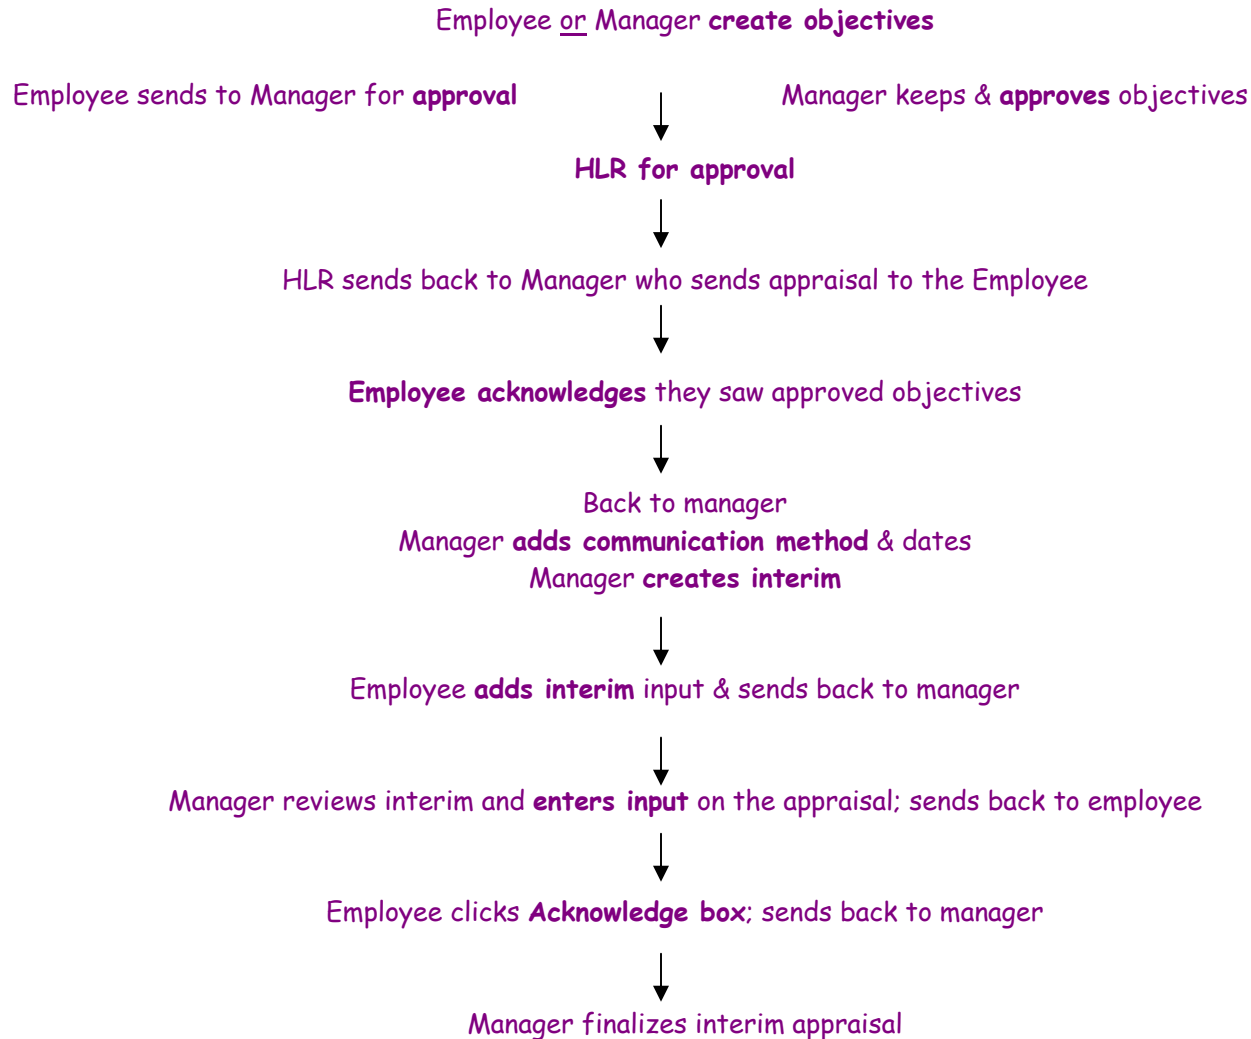 Employee or Manager create objectives
Employee sends to Manager for approval
Manager keeps & approves objectives
HLR for approval
HLR sends back to Manager who sends appraisal to the Employee
Employee acknowledges they saw approved objectives
Back to manager
Manager adds communication method & dates
Manager creates interim
Employee adds interim input & sends back to manager
Manager reviews interim and enters input on the appraisal; sends back to employee
Employee clicks Acknowledge box; sends back to manager
Manager finalizes interim appraisal